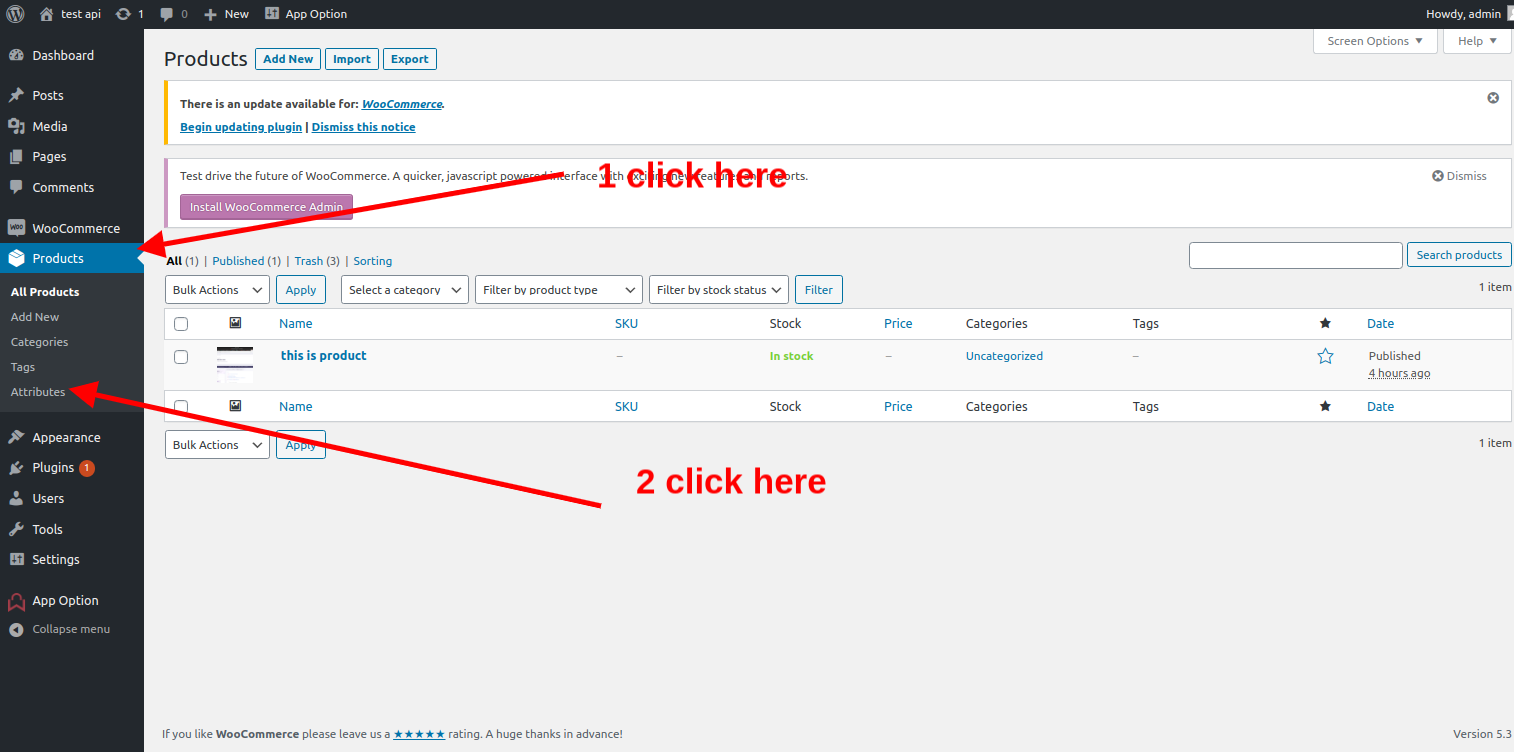 test api 1 0 New App Option Howdy, admin
Dashboard
Posts
Media
Pages
Comments
WooCommerce
Products
All Products
Add New
Categories
Tags
Attributes
Appearance
Plugins 1
Users
Tools
Settings
App Option
Collapse menu
Screen Options Help
Products Add New Import Export
There is an update available for: WooCommerce.
Begin updating plugin | Dismiss this notice
Test drive the future of WooCommerce. A quicker, javascript powered interface with exciting new features and reports.
Dismiss
1 click here
Install WooCommerce Admin
All (1) | Published (1) | Trash (3) | Sorting
Search products
Bulk Actions Apply Select a category Filter by product type Filter by stock status Filter
1 item
Name SKU Stock Price Categories Tags ★ Date
this is product – In stock – Uncategorized – Published
4 hours ago
Name SKU Stock Price Categories Tags ★ Date
Bulk Actions Apply
1 item
2 click here
If you like WooCommerce please leave us a ★★★★★ rating. A huge thanks in advance!
Version 5.3